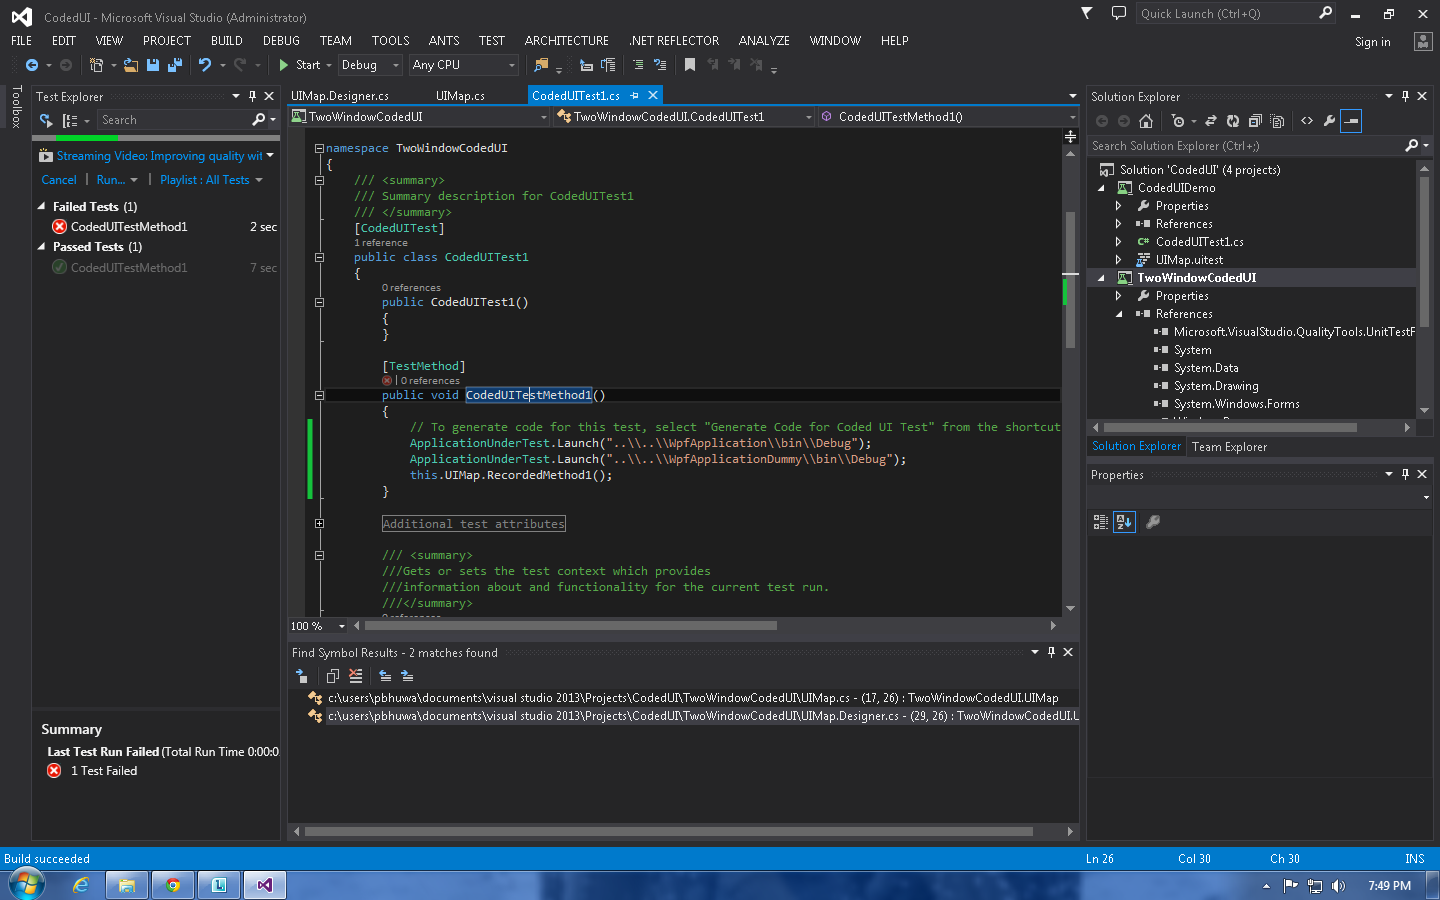 CodedUI - Microsoft Visual Studio (Administrator)
Quick Launch (Ctrl+Q)
FILE EDIT VIEW PROJECT BUILD DEBUG TEAM TOOLS ANTS TEST ARCHITECTURE .NET REFLECTOR ANALYZE WINDOW HELP
Sign in
Start Debug Any CPU
Toolbox
Test Explorer
Search
Streaming Video: Improving quality wit
Cancel Run... Playlist : All Tests
Failed Tests (1)
CodedUITestMethod1 2 sec
Passed Tests (1)
CodedUITestMethod1 7 sec
Summary
Last Test Run Failed (Total Run Time 0:00:0
1 Test Failed
UIMap.Designer.cs UIMap.cs CodedUITest1.cs
TwoWindowCodedUI TwoWindowCodedUI.CodedUITest1 CodedUITestMethod1()
namespace TwoWindowCodedUI
{
/// <summary>
/// Summary description for CodedUITest1
/// </summary>
[CodedUITest]
1 reference
public class CodedUITest1
{
0 references
public CodedUITest1()
{
}
[TestMethod]
| 0 references
public void CodedUITestMethod1()
{
// To generate code for this test, select "Generate Code for Coded UI Test" from the shortcut
ApplicationUnderTest.Launch("..\\..\\WpfApplication\\bin\\Debug");
ApplicationUnderTest.Launch("..\\..\\WpfApplicationDummy\\bin\\Debug");
this.UIMap.RecordedMethod1();
}
Additional test attributes
/// <summary>
///Gets or sets the test context which provides
///information about and functionality for the current test run.
///</summary>
100 %
Find Symbol Results - 2 matches found
c:\users\pbhuwa\documents\visual studio 2013\Projects\CodedUI\TwoWindowCodedUI\UIMap.cs - (17, 26) : TwoWindowCodedUI.UIMap
c:\users\pbhuwa\documents\visual studio 2013\Projects\CodedUI\TwoWindowCodedUI\UIMap.Designer.cs - (29, 26) : TwoWindowCodedUI.U
Solution Explorer
Search Solution Explorer (Ctrl+;)
Solution 'CodedUI' (4 projects)
CodedUIDemo
Properties
References
CodedUITest1.cs
UIMap.uitest
TwoWindowCodedUI
Properties
References
Microsoft.VisualStudio.QualityTools.UnitTestF
System
System.Data
System.Drawing
System.Windows.Forms
Solution Explorer Team Explorer
Properties
Build succeeded
Ln 26 Col 30 Ch 30 INS
7:49 PM